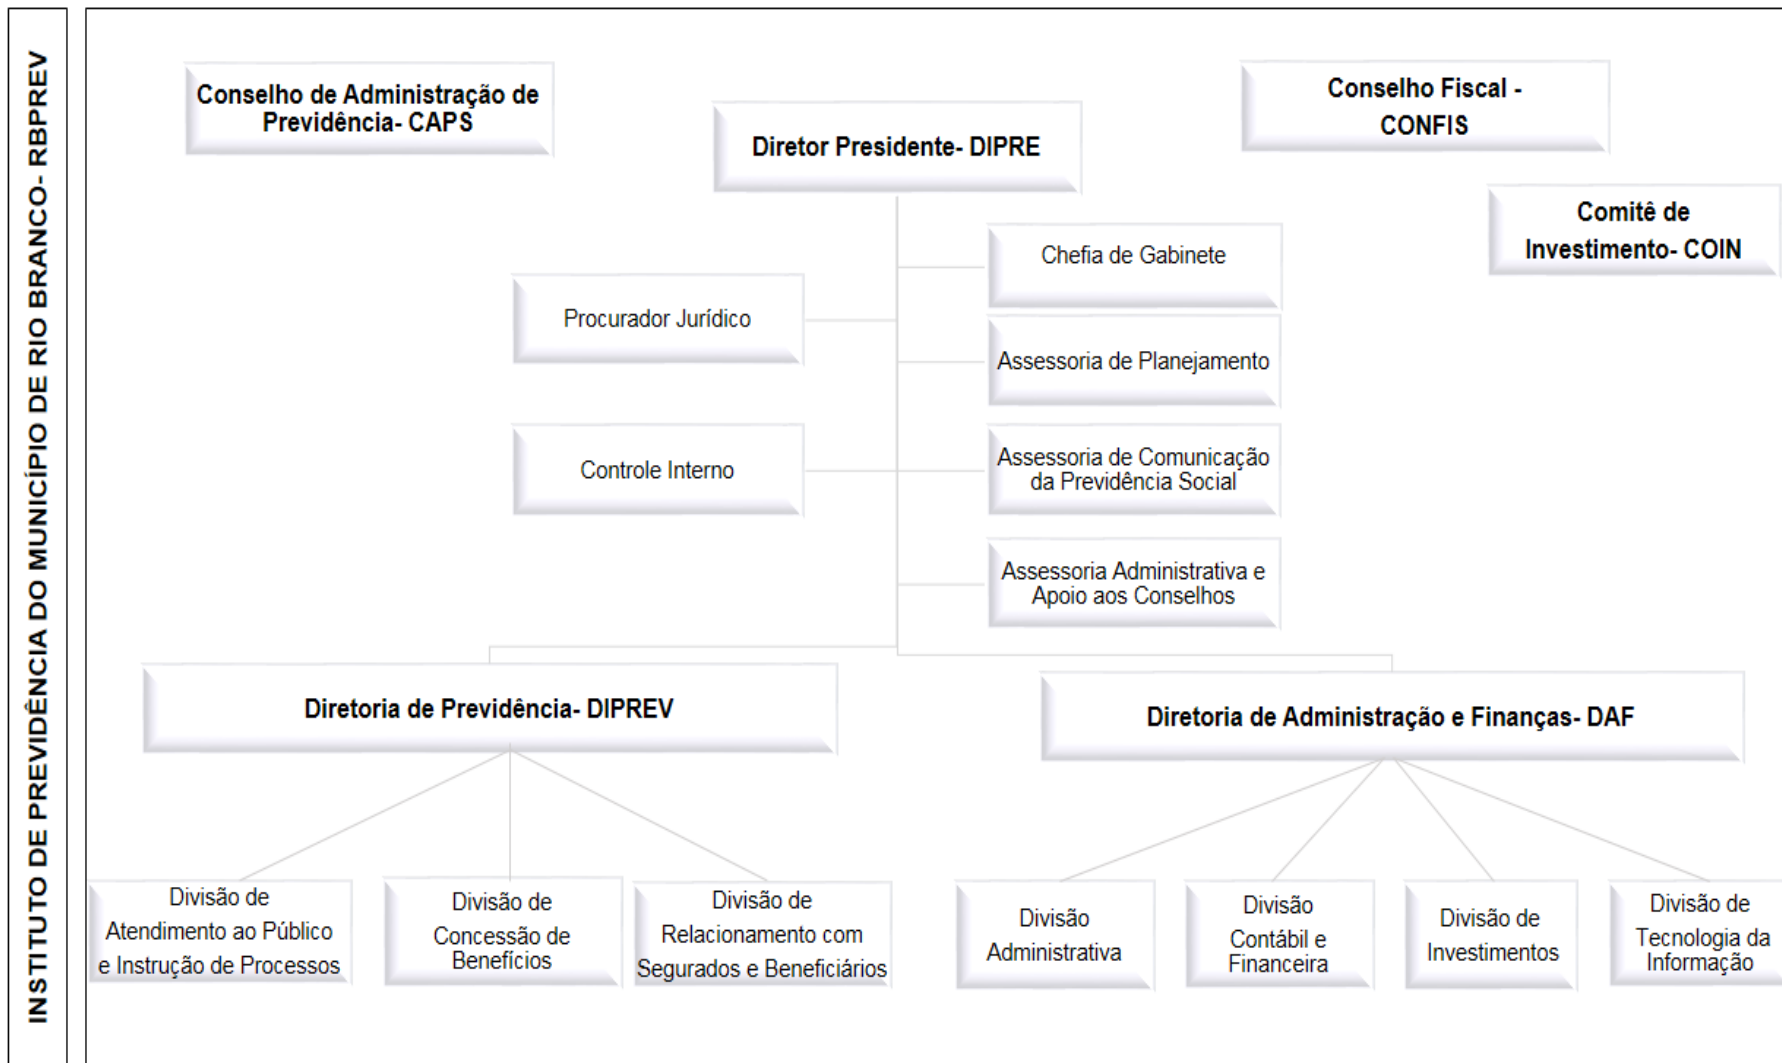 INSTITUTO DE PREVIDÊNCIA DO MUNICÍPIO DE RIO BRANCO- RBPREV
Conselho de Administração de
Previdência- CAPS
Conselho Fiscal -
CONFIS
Diretor Presidente- DIPRE
Comitê de
Investimento- COIN
Chefia de Gabinete
Procurador Jurídico
Assessoria de Planejamento
Controle Interno
Assessoria de Comunicação
da Previdência Social
Assessoria Administrativa e
Apoio aos Conselhos
Diretoria de Previdência- DIPREV
Diretoria de Administração e Finanças- DAF
Divisão de
Atendimento ao Público
e Instrução de Processos
Divisão de
Concessão de
Benefícios
Divisão de
Relacionamento com
Segurados e Beneficiários
Divisão
Administrativa
Divisão
Contábil e
Financeira
Divisão de
Investimentos
Divisão de
Tecnologia da
Informação